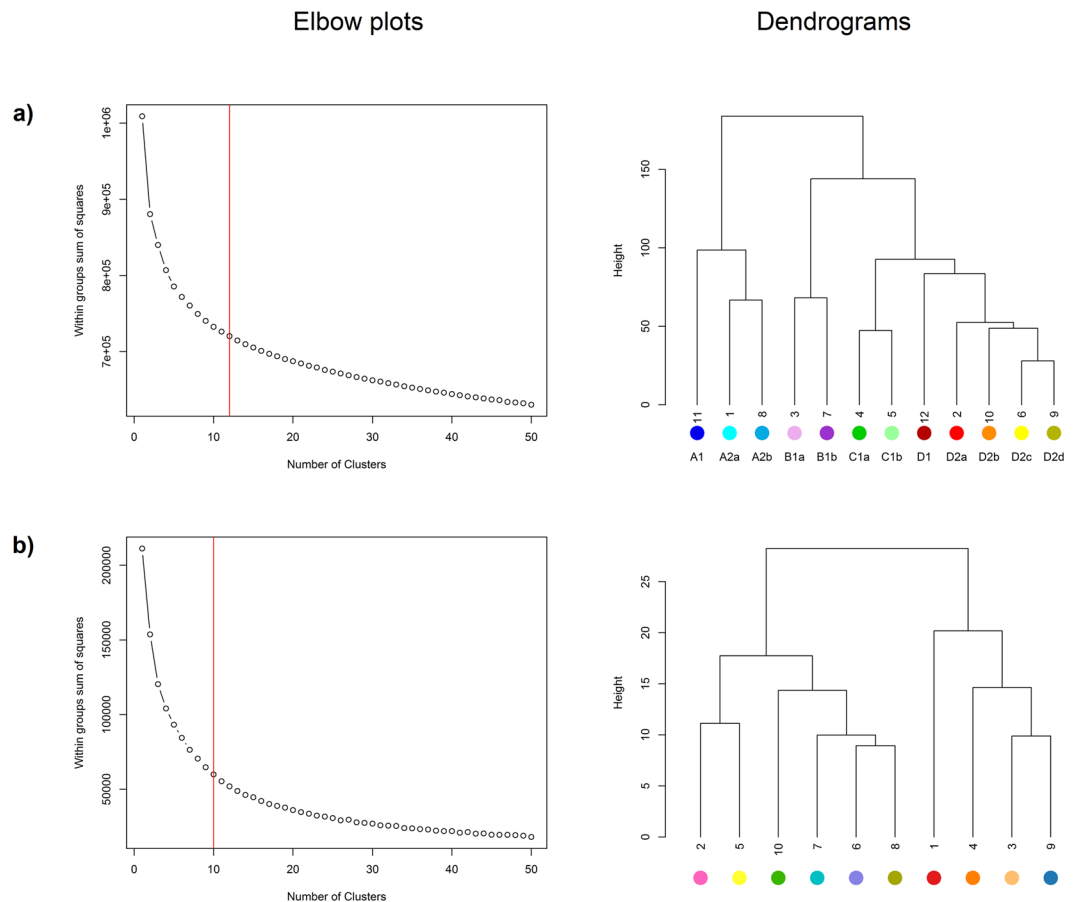 Elbow plots Dendrograms
a)
1e+06
9e+05
8e+05
7e+05
Within groups sum of squares
0 10 20 30 40 50
Number of Clusters
150
100
50
0
Height
11 1 8 3 7 4 5 12 2 10 6 9
A1 A2a A2b B1a B1b C1a C1b D1 D2a D2b D2c D2d
b)
200000
150000
100000
50000
Within groups sum of squares
0 10 20 30 40 50
Number of Clusters
25
20
15
10
5
0
Height
2 5 10 7 6 8 1 4 3 9